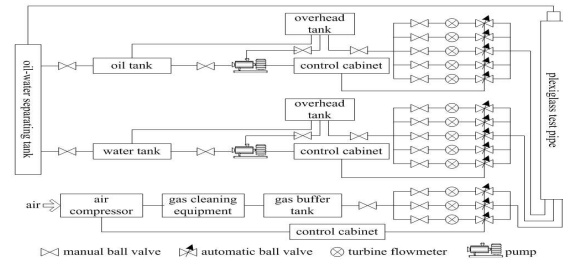 overhead
tank
oil tank
control cabinet
oil-water separating tank
plexiglass test pipe
overhead
tank
water tank
control cabinet
air
air
compressor
gas cleaning
equipment
gas buffer
tank
control cabinet
manual ball valve
automatic ball valve
turbine flowmeter
pump